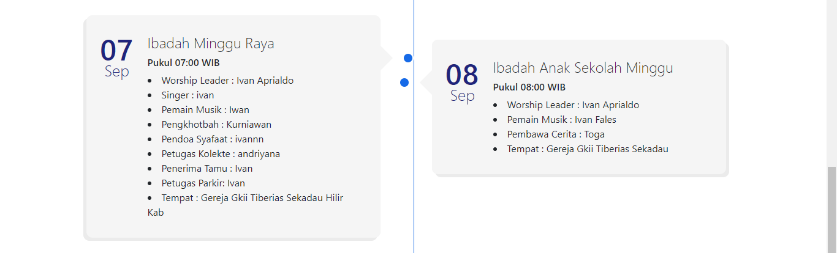 07
Sep
Ibadah Minggu Raya
Pukul 07:00 WIB
• Worship Leader : Ivan Aprialdo
• Singer : ivan
• Pemain Musik : Iwan
• Pengkhotbah : Kurniawan
• Pendoa Syafaat : ivannn
• Petugas Kolekte : andriyana
• Penerima Tamu : Ivan
• Petugas Parkir: Ivan
• Tempat : Gereja Gkii Tiberias Sekadau Hilir
Kab
08
Sep
Ibadah Anak Sekolah Minggu
Pukul 08:00 WIB
• Worship Leader : Ivan Aprialdo
• Pemain Musik : Ivan Fales
• Pembawa Cerita : Toga
• Tempat : Gereja Gkii Tiberias Sekadau